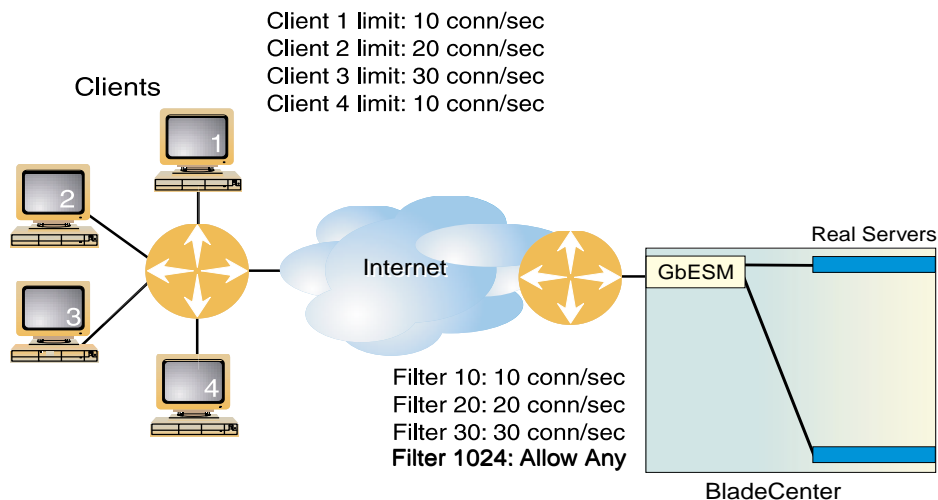 Client 1 limit: 10 conn/sec
Client 2 limit: 20 conn/sec
Client 3 limit: 30 conn/sec
Client 4 limit: 10 conn/sec
Clients
1
2
3
4
Internet
Real Servers
GbESM
Filter 10: 10 conn/sec
Filter 20: 20 conn/sec
Filter 30: 30 conn/sec
Filter 1024: Allow Any
BladeCenter